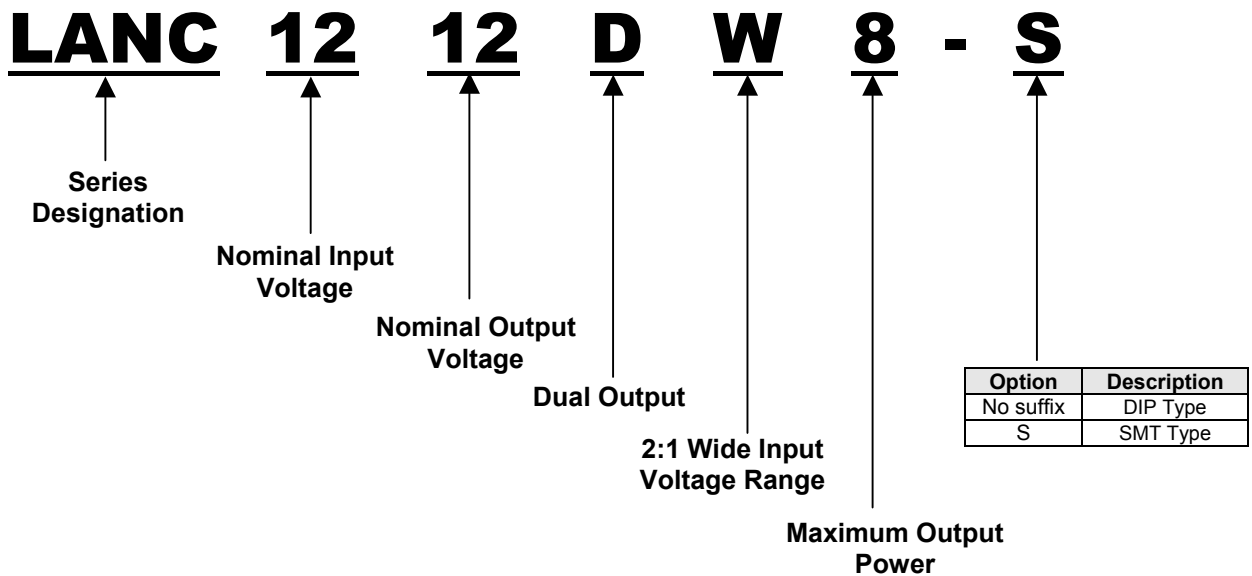 LANC 12 12 D W 8 - S
Series
Designation
Nominal Input
Voltage
Nominal Output
Voltage
Dual Output
2:1 Wide Input
Voltage Range
Maximum Output
Power
Option Description
No suffix DIP Type
S SMT Type